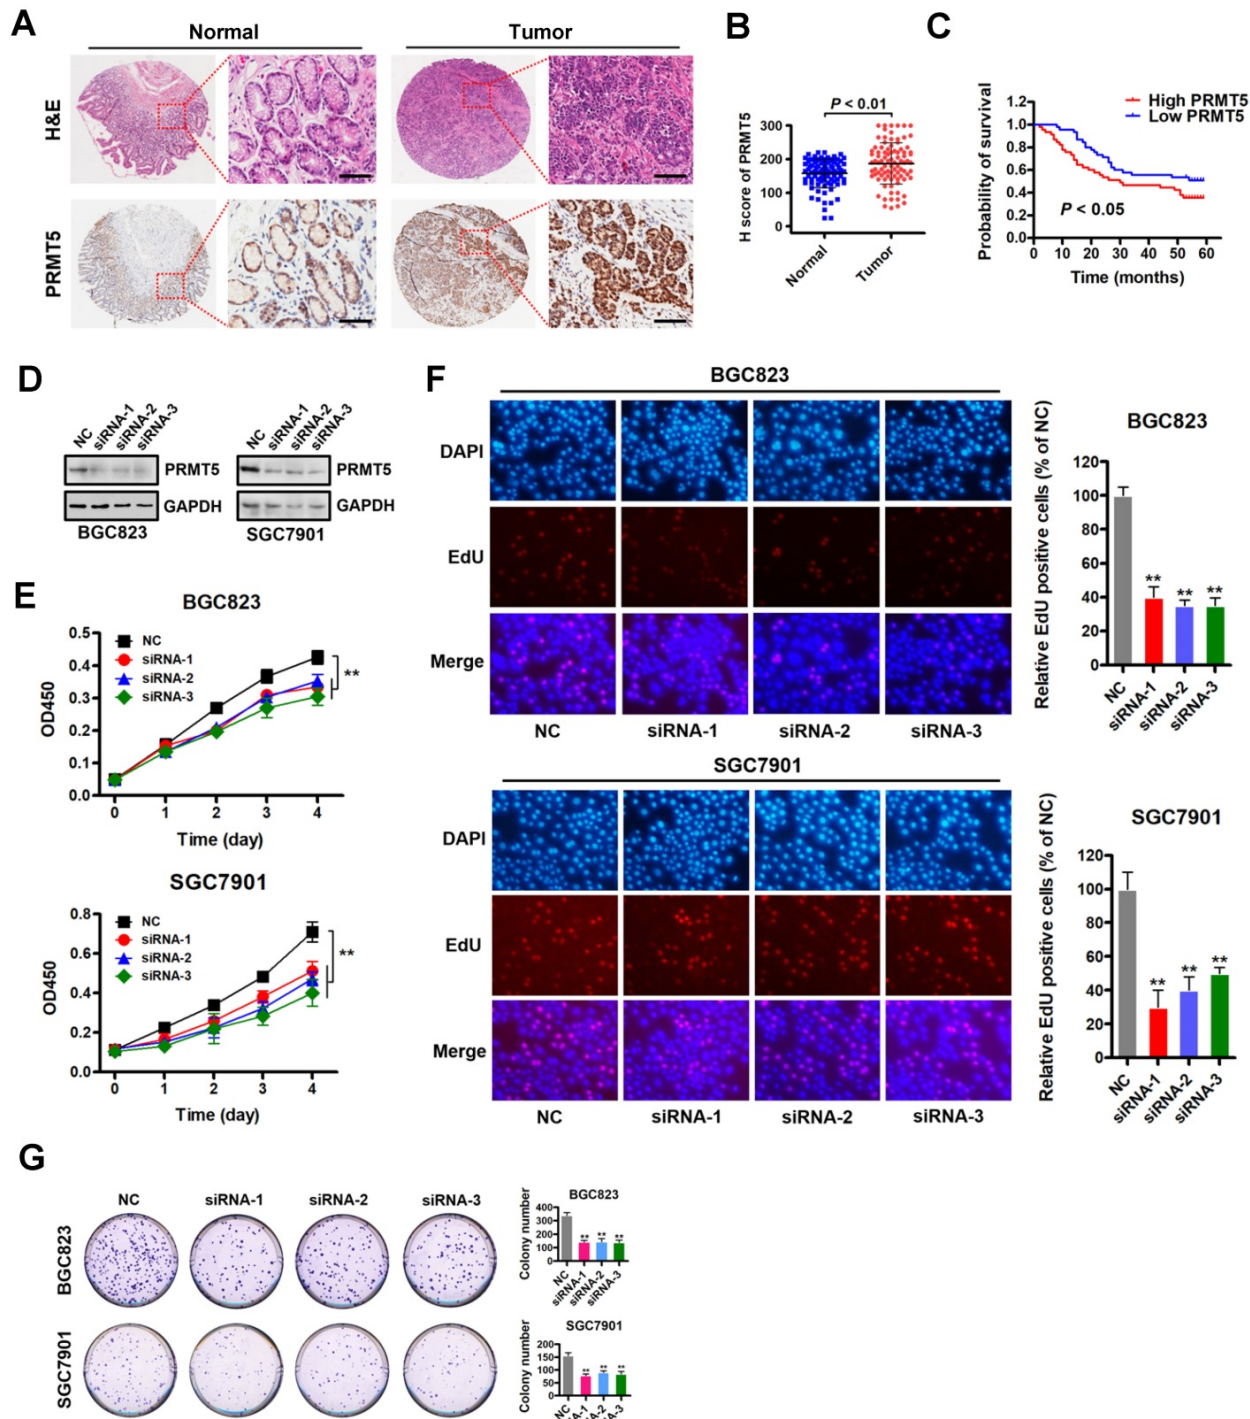 A
Normal
Tumor
H&E
PRMT5
B
P < 0.01
H score of PRMT5
300
200
100
0
Normal
Tumor
C
High PRMT5
Low PRMT5
Probability of survival
1.2
1.0
0.8
0.6
0.4
0.2
0.0
P < 0.05
0 10 20 30 40 50 60
Time (months)
D
NC siRNA-1 siRNA-2 siRNA-3
NC siRNA-1 siRNA-2 siRNA-3
PRMT5
PRMT5
GAPDH
GAPDH
BGC823
SGC7901
E
BGC823
OD450
0.5
0.4
0.3
0.2
0.1
0.0
NC
siRNA-1
siRNA-2
siRNA-3
**
0 1 2 3 4
Time (day)
SGC7901
OD450
0.8
0.6
0.4
0.2
0.0
NC
siRNA-1
siRNA-2
siRNA-3
**
0 1 2 3 4
Time (day)
F
BGC823
DAPI
EdU
Merge
NC siRNA-1 siRNA-2 siRNA-3
BGC823
Relative EdU positive cells (% of NC)
120
100
80
60
40
20
0
** ** **
NC siRNA-1 siRNA-2 siRNA-3
SGC7901
DAPI
EdU
Merge
NC siRNA-1 siRNA-2 siRNA-3
SGC7901
Relative EdU positive cells (% of NC)
120
100
80
60
40
20
0
** ** **
NC siRNA-1 siRNA-2 siRNA-3
G
NC siRNA-1 siRNA-2 siRNA-3
BGC823
SGC7901
BGC823
Colony number
400
300
200
100
0
** ** **
NC siRNA-1 siRNA-2 siRNA-3
SGC7901
Colony number
200
150
100
50
0
** ** **
NC